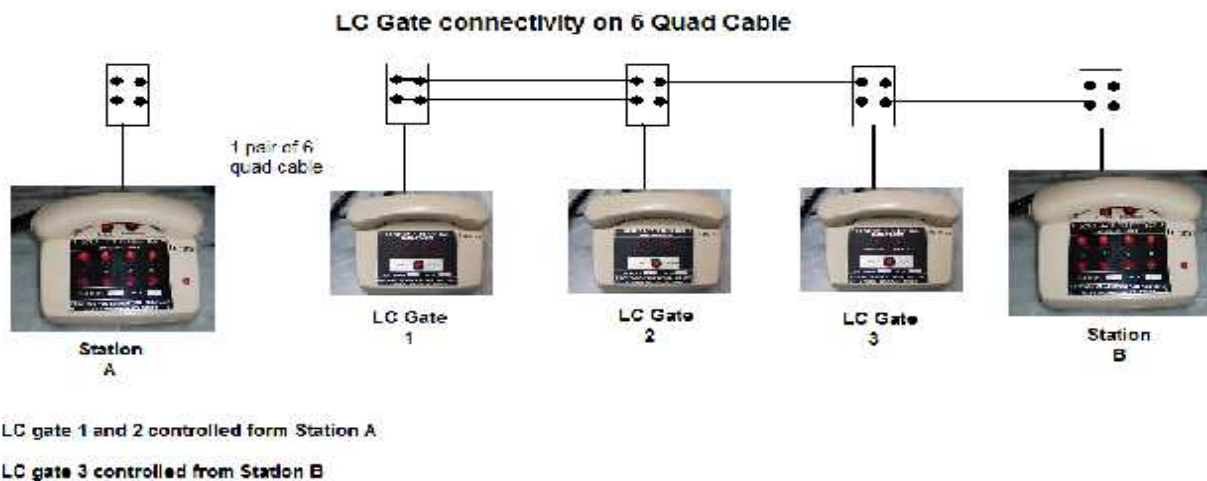 LC Gate connectivity on 6 Quad Cable
1 pair of 6
quad cable
Station
A
LC Gate
1
LC Gate
2
LC Gate
3
Station
B
LC gate 1 and 2 controlled form Station A
LC gate 3 controlled from Station B